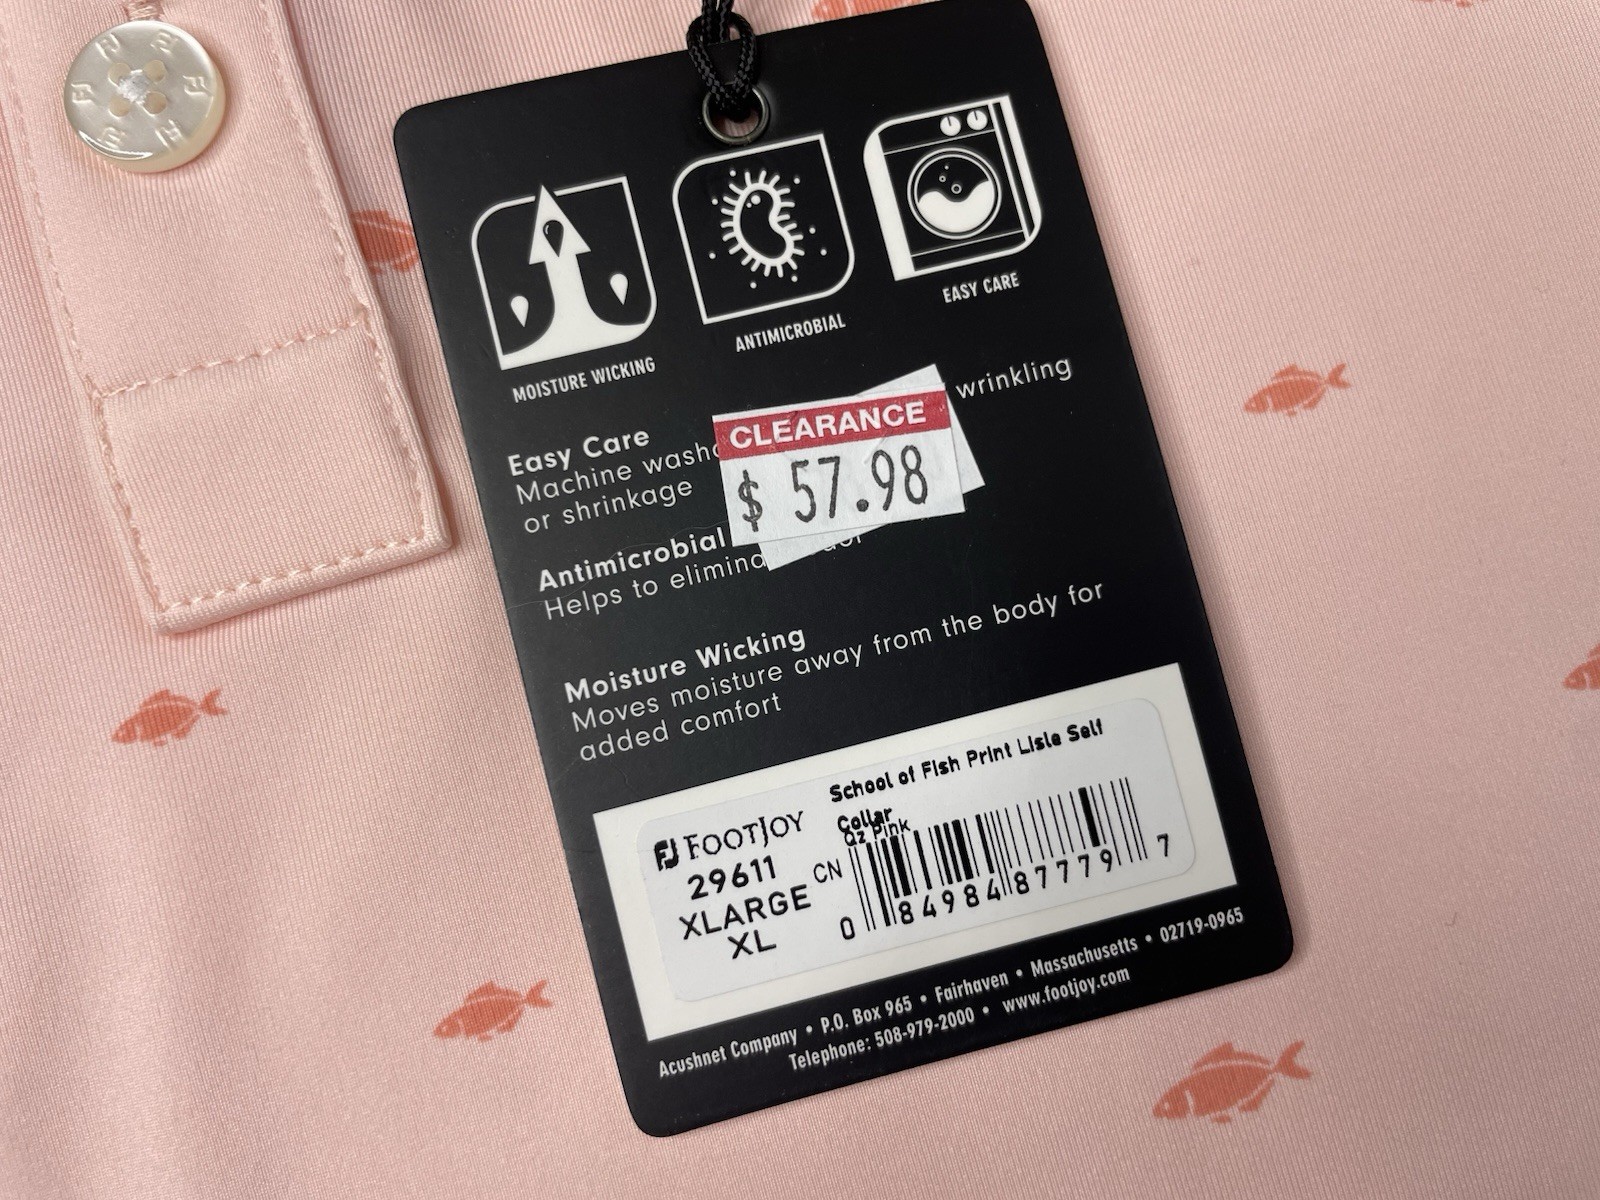 MOISTURE WICKING
ANTIMICROBIAL
EASY CARE
Easy Care
Machine washa wrinkling
or shrinkage
CLEARANCE
$ 57.98
Antimicrobial
Helps to elimina dor
Moisture Wicking
Moves moisture away from the body for
added comfort
School of Fish Print Lisle Self
Collar
Qz Pink
FJ FOOTJOY
29611
XLARGE
XL
CN
0 84984 87779 7
Acushnet Company • P.O. Box 965 • Fairhaven • Massachusetts • 02719-0965
Telephone: 508-979-2000 • www.footjoy.com